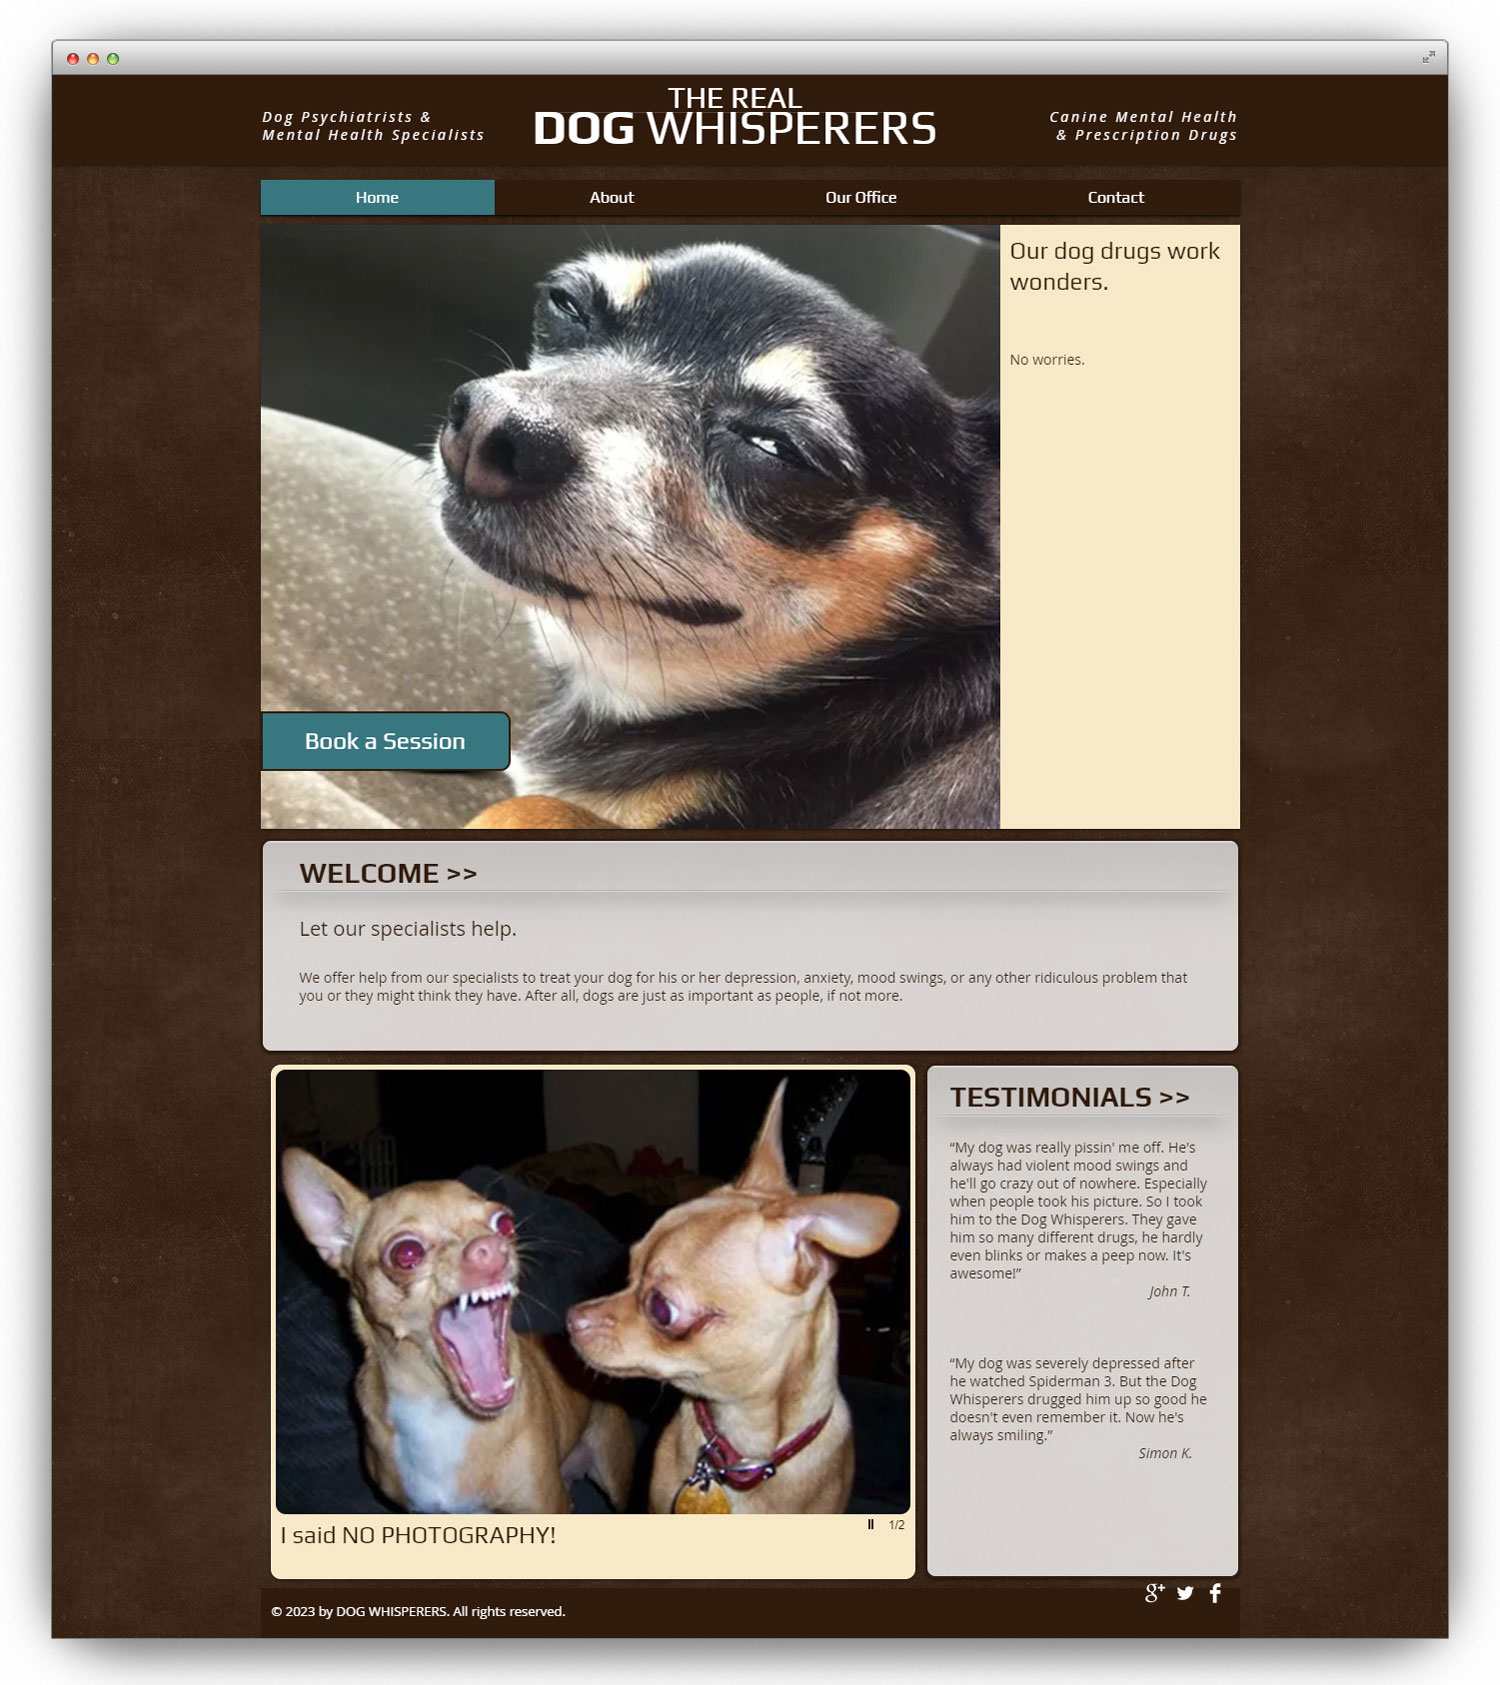 Dog Psychiatrists &
Mental Health Specialists
THE REAL
DOG WHISPERERS
Canine Mental Health
& Prescription Drugs
Home
About
Our Office
Contact
Our dog drugs work
wonders.
No worries.
Book a Session
WELCOME >>
Let our specialists help.
We offer help from our specialists to treat your dog for his or her depression, anxiety, mood swings, or any other ridiculous problem that
you or they might think they have. After all, dogs are just as important as people, if not more.
I said NO PHOTOGRAPHY!
1/2
TESTIMONIALS >>
“My dog was really pissin' me off. He's
always had violent mood swings and
he'll go crazy out of nowhere. Especially
when people took his picture. So I took
him to the Dog Whisperers. They gave
him so many different drugs, he hardly
even blinks or makes a peep now. It's
awesome!”
John T.
“My dog was severely depressed after
he watched Spiderman 3. But the Dog
Whisperers drugged him up so good he
doesn't even remember it. Now he's
always smiling.”
Simon K.
g+
f
© 2023 by DOG WHISPERERS. All rights reserved.